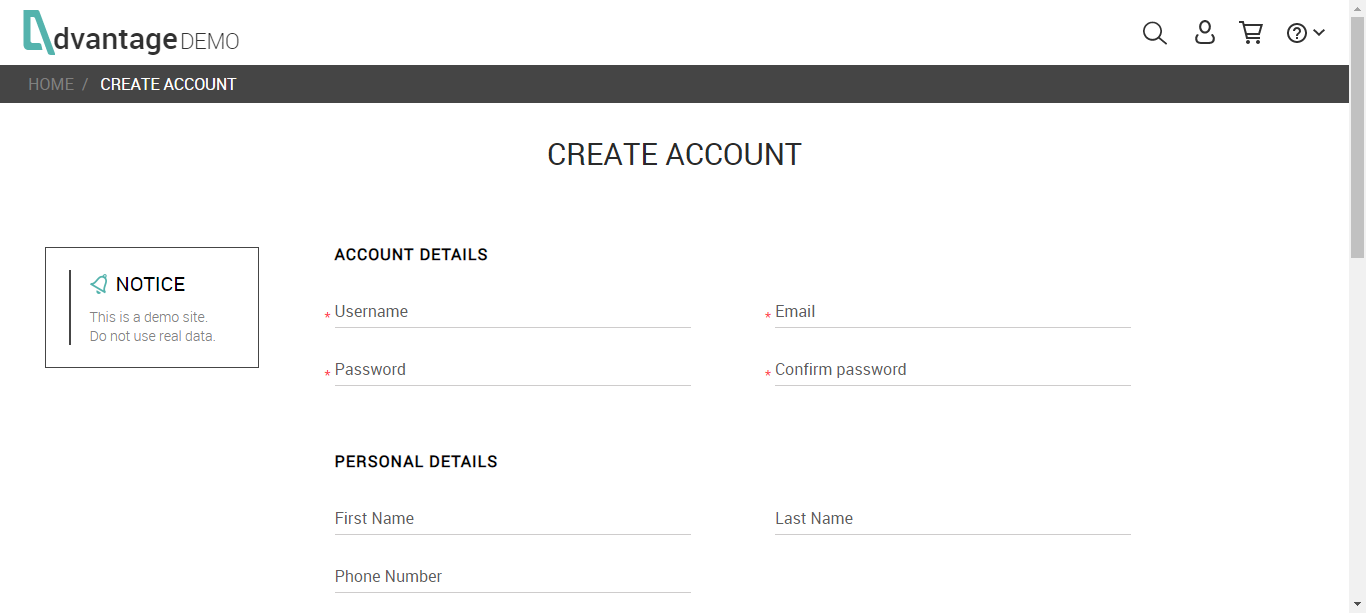 dvantage DEMO
HOME / CREATE ACCOUNT
CREATE ACCOUNT
NOTICE
This is a demo site.
Do not use real data.
ACCOUNT DETAILS
* Username
* Email
* Password
* Confirm password
PERSONAL DETAILS
First Name
Last Name
Phone Number